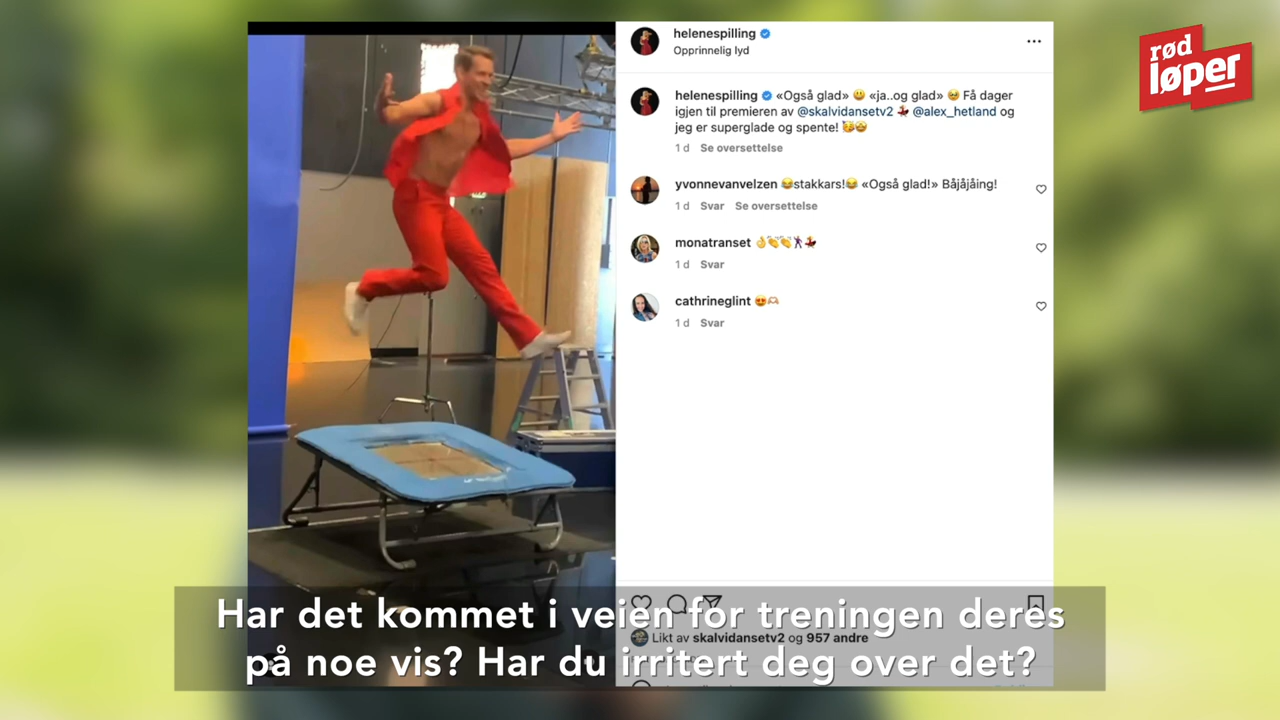 rød
løper
helenespilling
Opprinnelig lyd
helenespilling «Også glad» 😃 «ja..og glad» 🥹 Få dager
igjen til premieren av @skalvidansetv2 💃 @alex_hetland og
jeg er superglade og spente! 🥳🤩
1 d Se oversettelse
yvonnevanvelzen 😂stakkars!😂 «Også glad!» Båjåjåing!
1 d Svar Se oversettelse
monatranset 👌👏👏🕺💃
1 d Svar
cathrineglint 😍🫶
1 d Svar
Likt av skalvidansetv2 og 957 andre
Har det kommet i veien for treningen deres
på noe vis? Har du irritert deg over det?